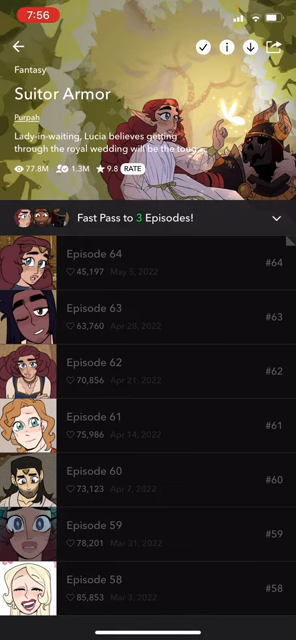 7:56
Fantasy
Suitor Armor
Purpah
Lady-in-waiting, Lucia believes getting
through the royal wedding will be the toug...
77.8M 1.3M 9.8 RATE
Fast Pass to 3 Episodes!
Episode 64
45,197 May 5, 2022
#64
Episode 63
63,760 Apr 28, 2022
#63
Episode 62
70,856 Apr 21, 2022
#62
Episode 61
75,986 Apr 14, 2022
#61
Episode 60
73,123 Apr 7, 2022
#60
Episode 59
78,201 Mar 31, 2022
#59
Episode 58
85,853 Mar 3, 2022
#58